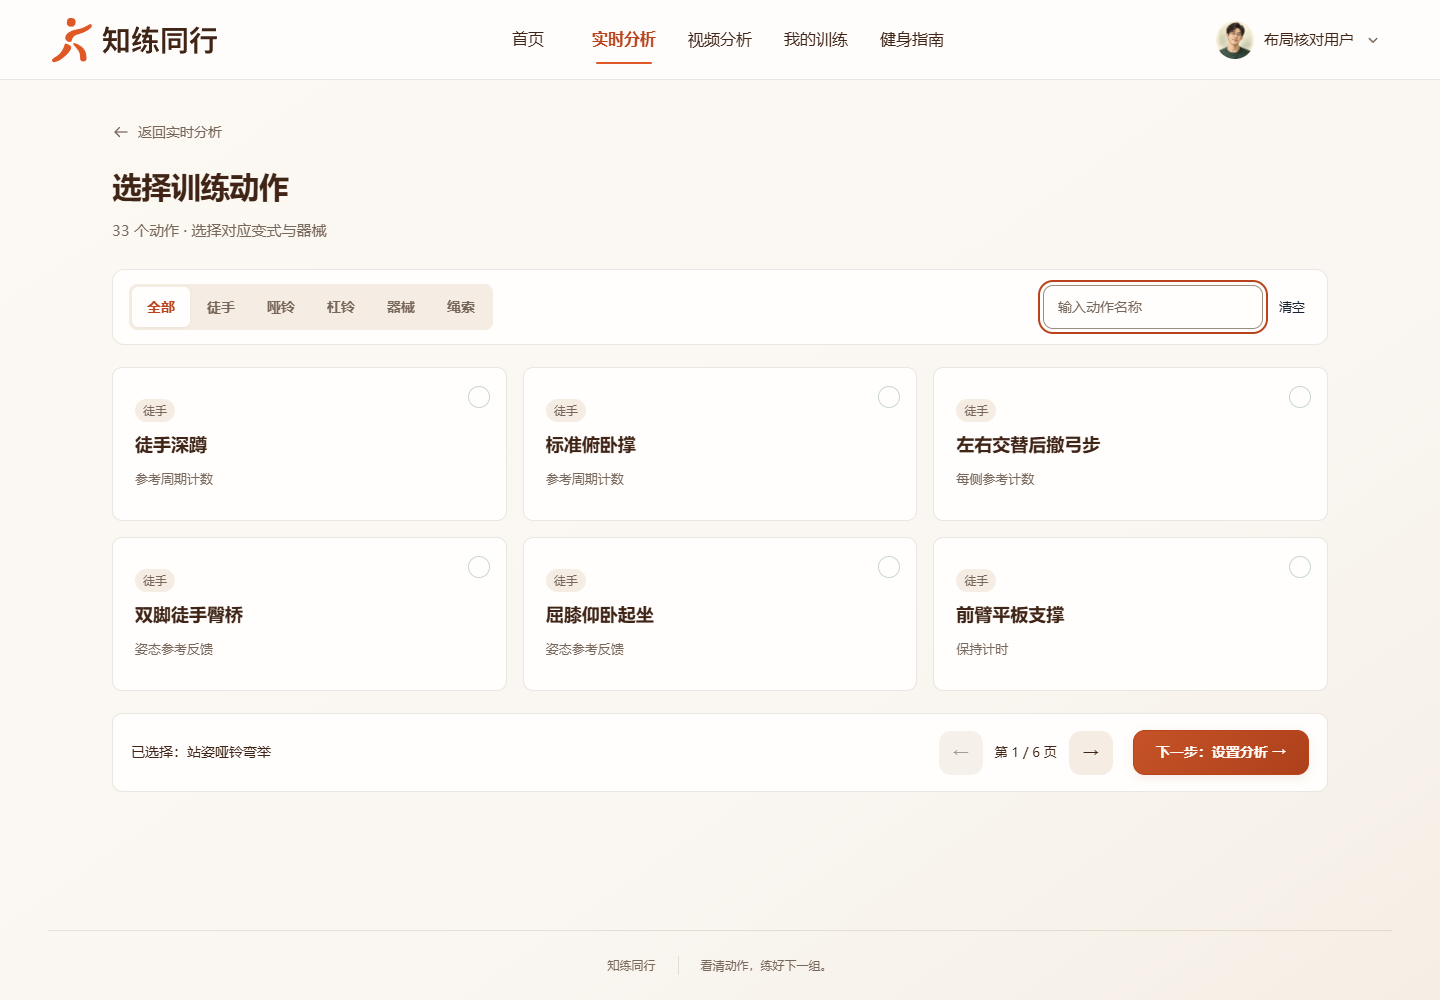 知练同行
首页 实时分析 视频分析 我的训练 健身指南
布局核对用户
← 返回实时分析
选择训练动作
33 个动作 · 选择对应变式与器械
全部 徒手 哑铃 杠铃 器械 绳索
输入动作名称 清空
徒手
徒手深蹲
参考周期计数
徒手
标准俯卧撑
参考周期计数
徒手
左右交替后撤弓步
每侧参考计数
徒手
双脚徒手臀桥
姿态参考反馈
徒手
屈膝仰卧起坐
姿态参考反馈
徒手
前臂平板支撑
保持计时
已选择：站姿哑铃弯举
← 第 1 / 6 页 → 下一步：设置分析 →
知练同行 看清动作，练好下一组。